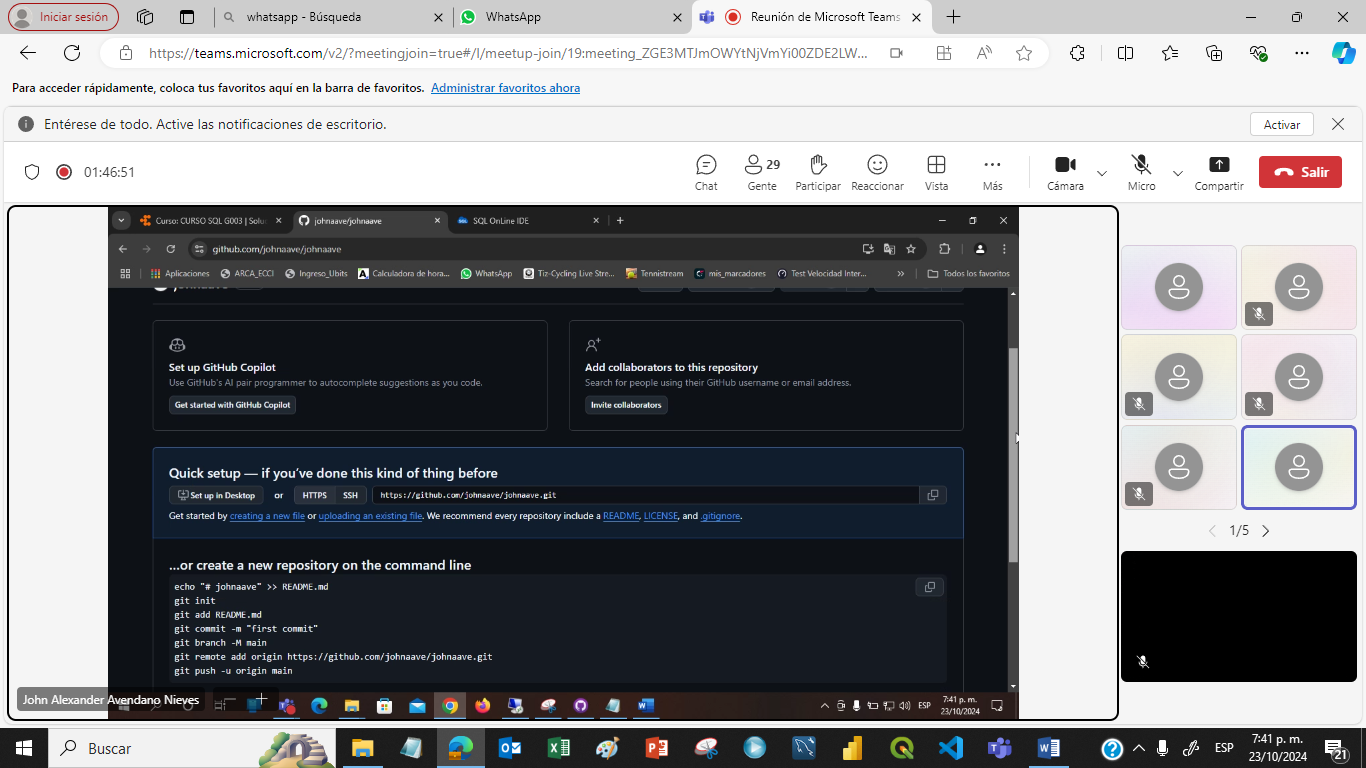 Iniciar sesión
whatsapp - Búsqueda
WhatsApp
Reunión de Microsoft Teams
https://teams.microsoft.com/v2/?meetingjoin=true#/l/meetup-join/19:meeting_ZGE3MTJmOWYtNjVmYi00ZDE2LW...
Para acceder rápidamente, coloca tus favoritos aquí en la barra de favoritos. Administrar favoritos ahora
Entérese de todo. Active las notificaciones de escritorio.
Activar
01:46:51
29
Chat
Gente
Participar
Reaccionar
Vista
Más
Cámara
Micro
Compartir
Salir
Curso: CURSO SQL G003 | Solu
johnaave/johnaave
SQL OnLine IDE
github.com/johnaave/johnaave
Aplicaciones
ARCA_ECCI
Ingreso_Ubits
Calculadora de hora...
WhatsApp
Tiz-Cycling Live Stre...
Tennistream
mis_marcadores
Test Velocidad Inter...
»
Todos los favoritos
Set up GitHub Copilot
Use GitHub's AI pair programmer to autocomplete suggestions as you code.
Get started with GitHub Copilot
Add collaborators to this repository
Search for people using their GitHub username or email address.
Invite collaborators
Quick setup — if you've done this kind of thing before
Set up in Desktop
or
HTTPS
SSH
https://github.com/johnaave/johnaave.git
Get started by creating a new file or uploading an existing file. We recommend every repository include a README, LICENSE, and .gitignore.
...or create a new repository on the command line
echo "# johnaave" >> README.md
git init
git add README.md
git commit -m "first commit"
git branch -M main
git remote add origin https://github.com/johnaave/johnaave.git
git push -u origin main
John Alexander Avendano Nieves
ESP
7:41 p. m.
23/10/2024
1/5
Buscar
ESP
7:41 p. m.
23/10/2024
21